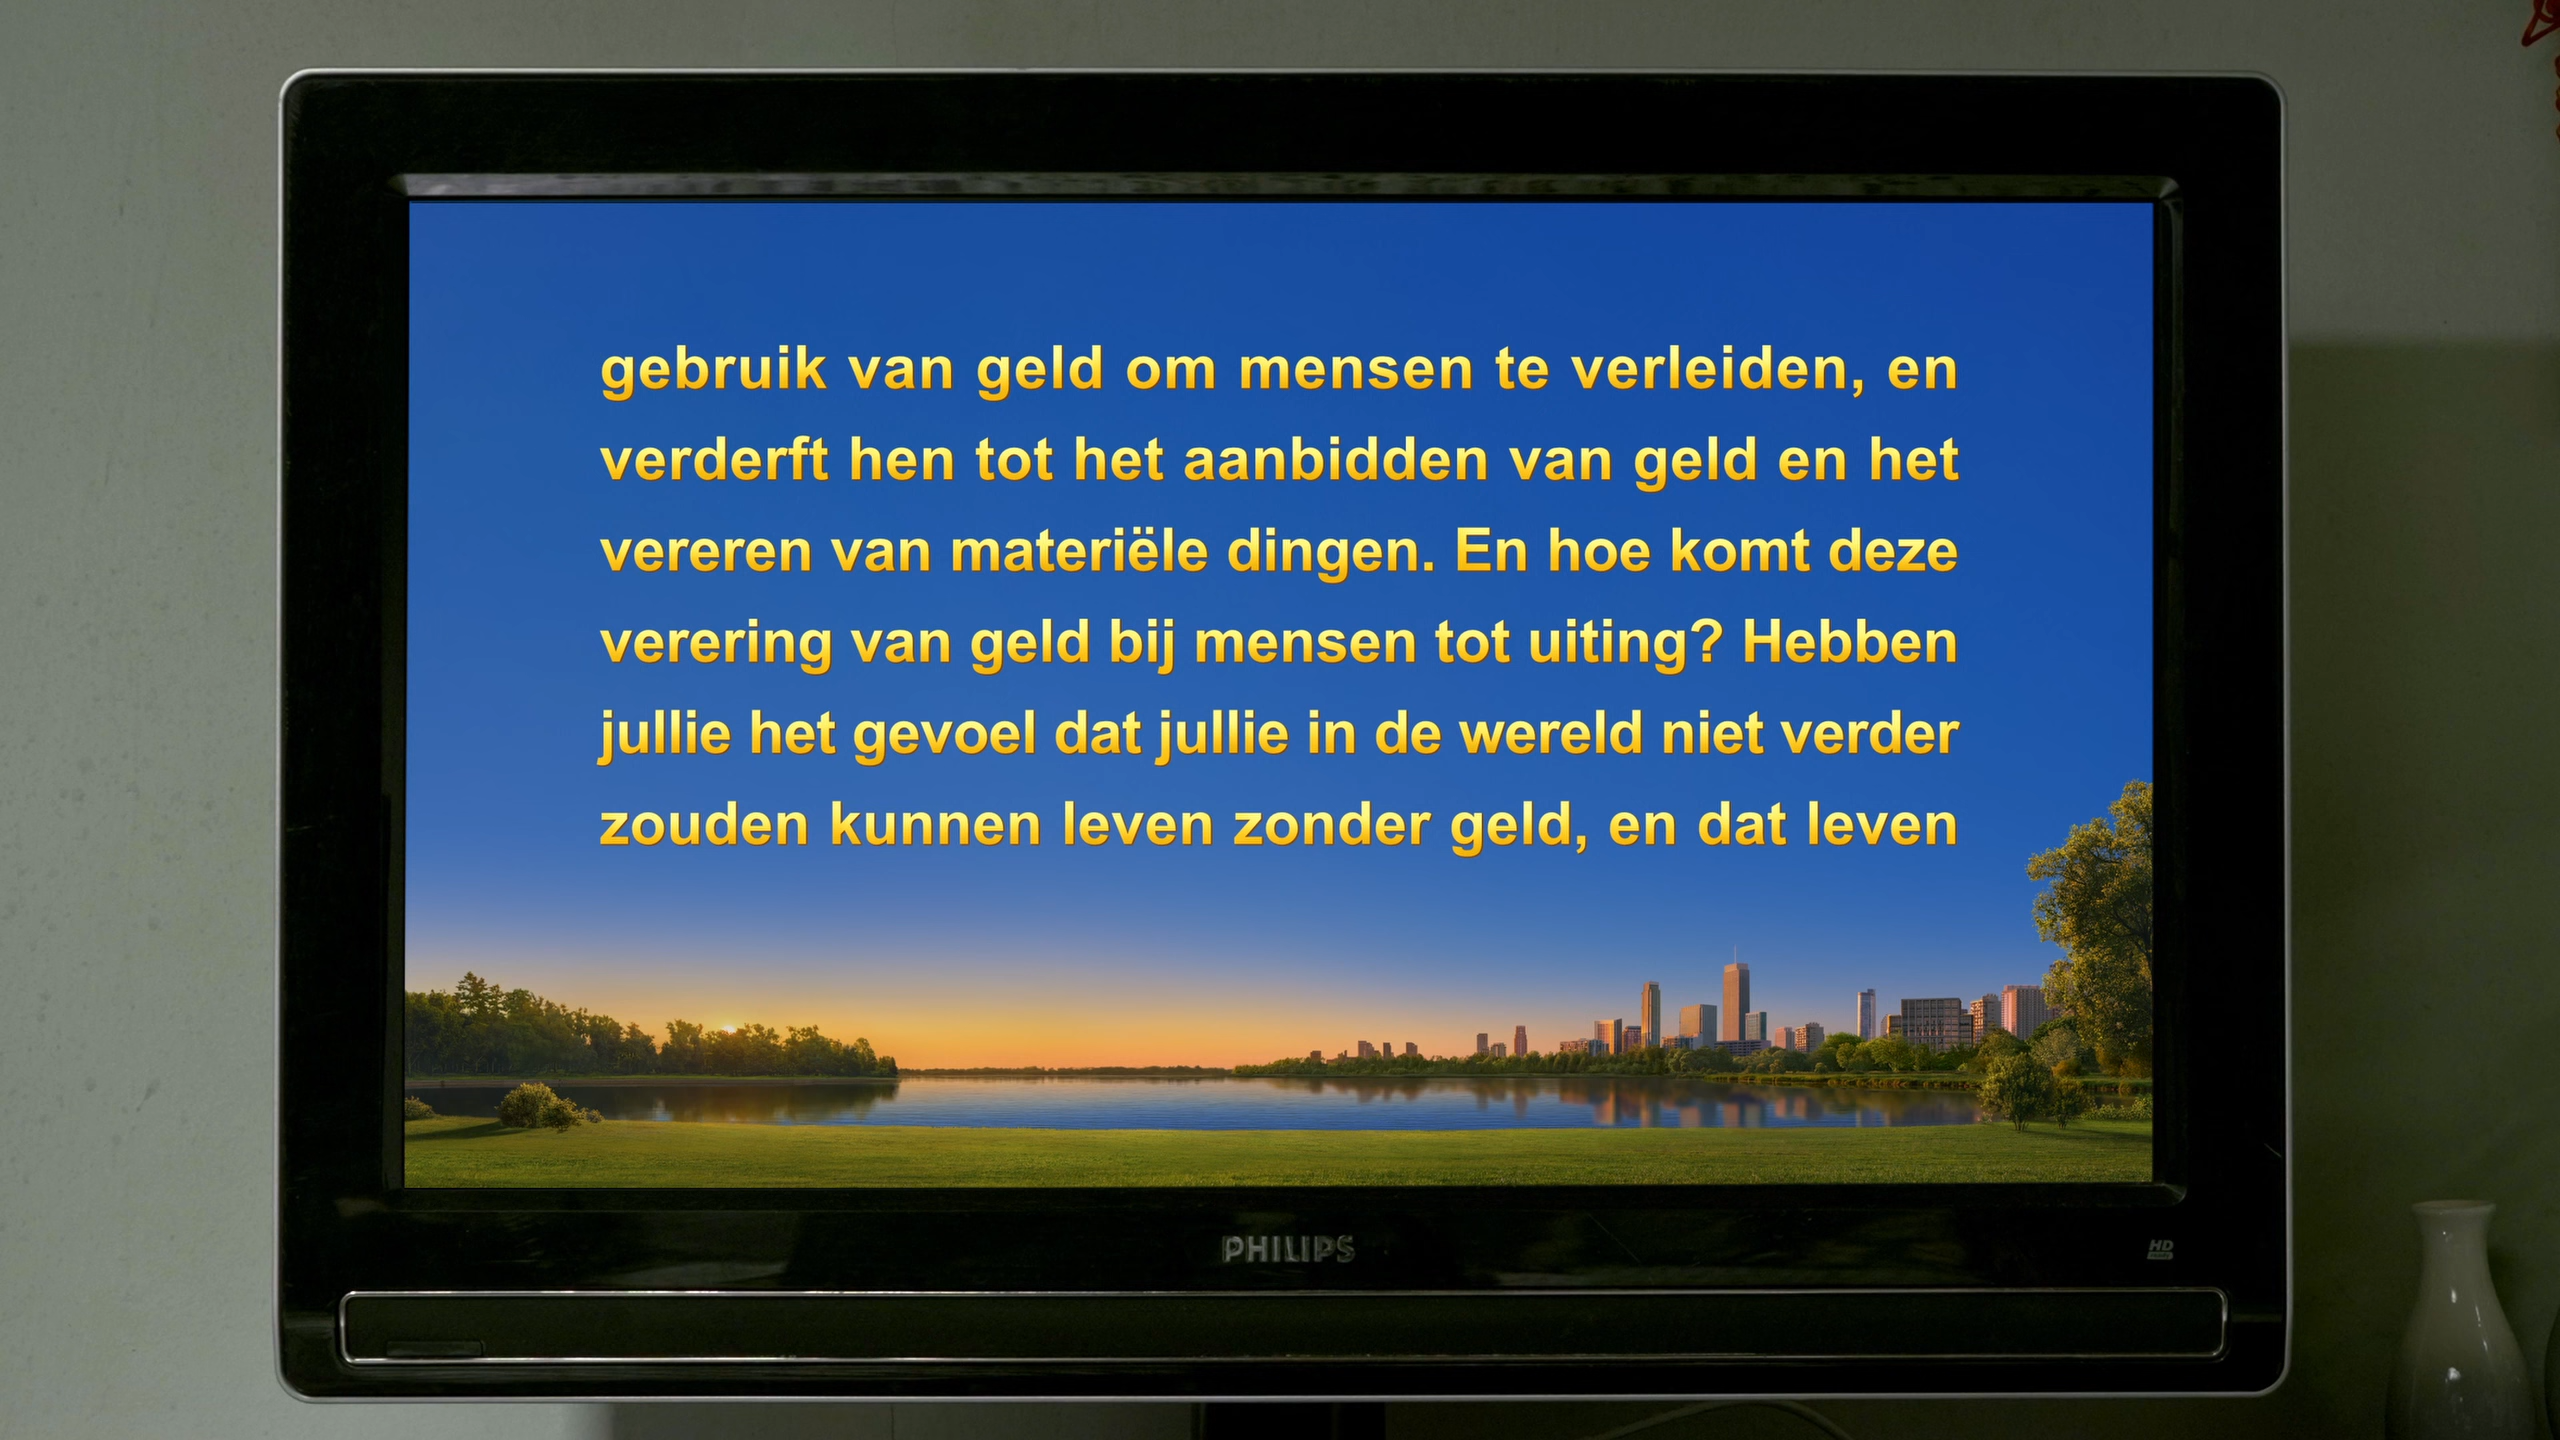 gebruik van geld om mensen te verleiden, en
verderft hen tot het aanbidden van geld en het
vereren van materiële dingen. En hoe komt deze
verering van geld bij mensen tot uiting? Hebben
jullie het gevoel dat jullie in de wereld niet verder
zouden kunnen leven zonder geld, en dat leven
PHILIPS
HD